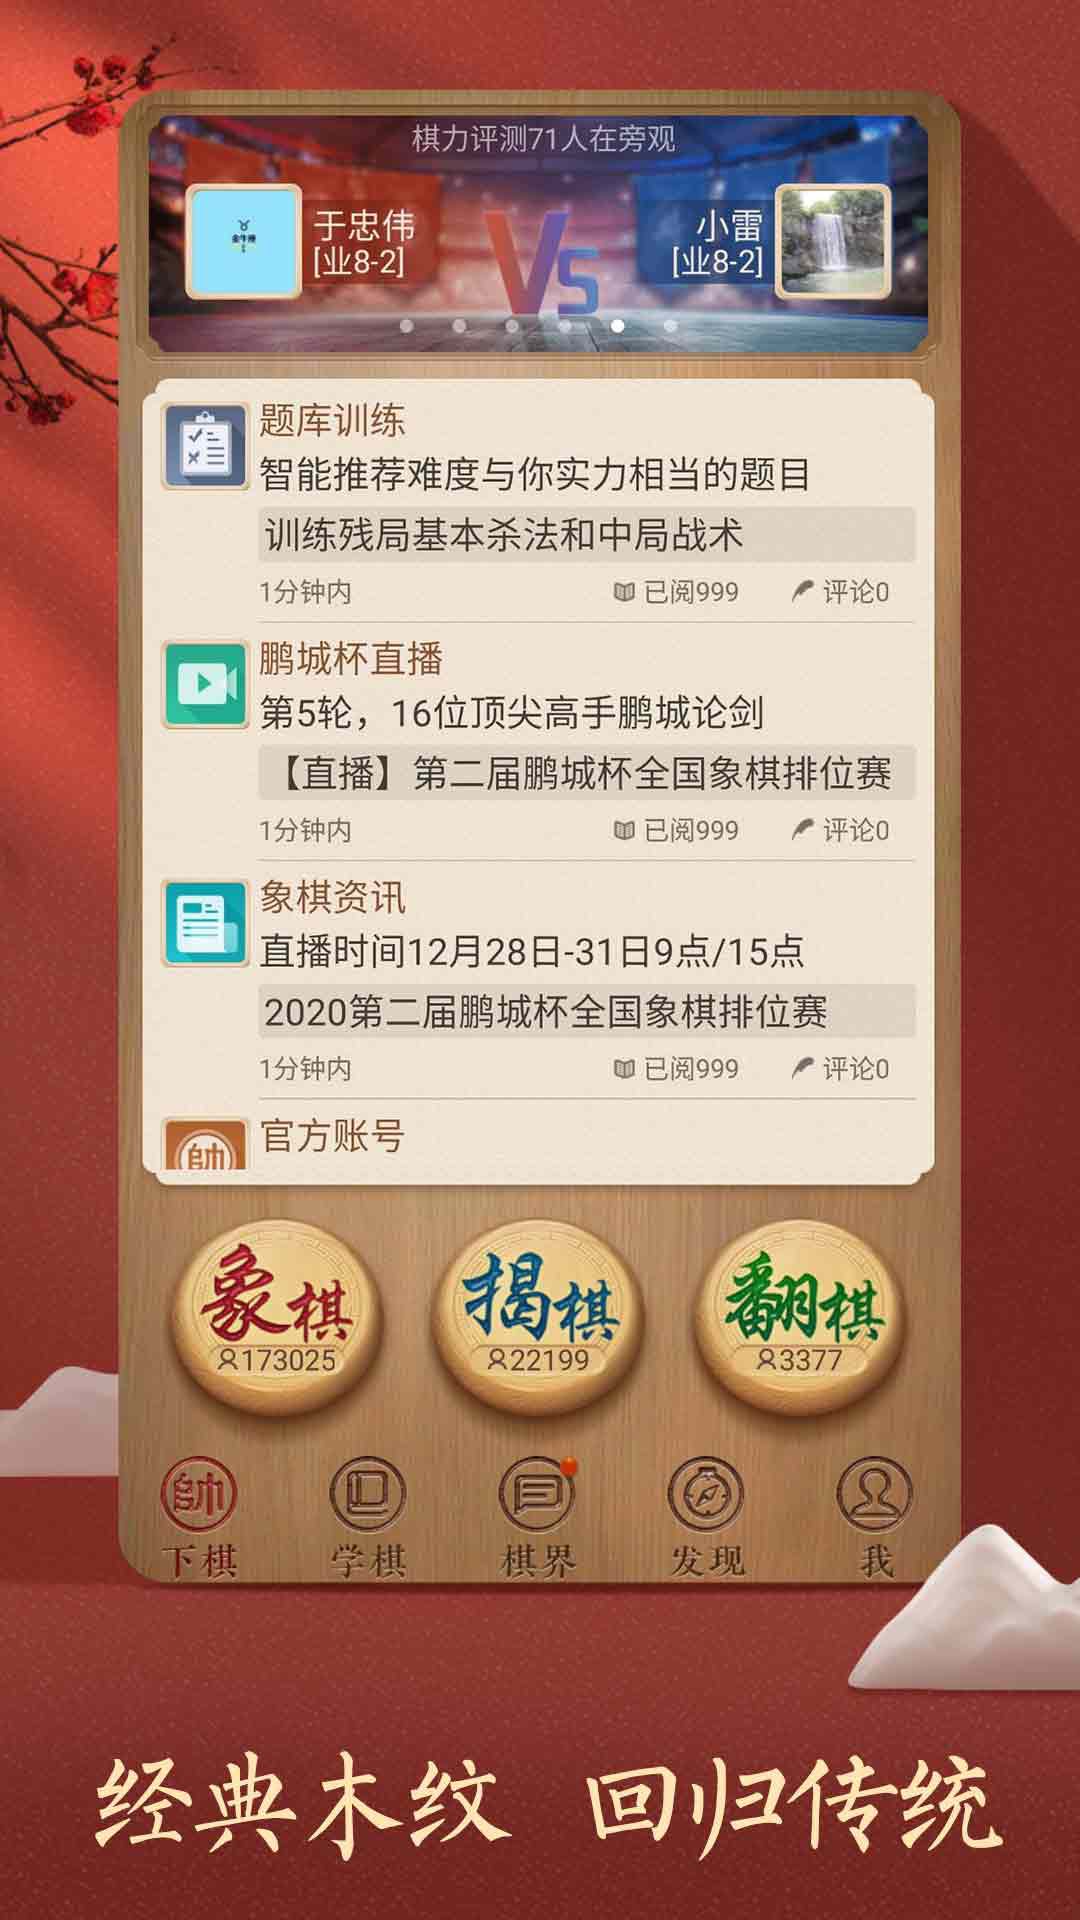 棋力评测71人在旁观
于忠伟
[业8-2]
Vs
小雷
[业8-2]
题库训练
智能推荐难度与你实力相当的题目
训练残局基本杀法和中局战术
1分钟内 已阅999 评论0
鹏城杯直播
第5轮，16位顶尖高手鹏城论剑
【直播】第二届鹏城杯全国象棋排位赛
1分钟内 已阅999 评论0
象棋资讯
直播时间12月28日-31日9点/15点
2020第二届鹏城杯全国象棋排位赛
1分钟内 已阅999 评论0
帥
官方账号
象棋
173025
揭棋
22199
翻棋
3377
帥
下棋 学棋 棋界 发现 我
经典木纹 回归传统